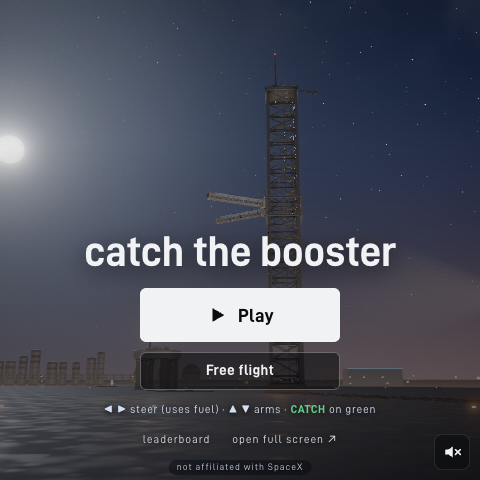 catch the booster
▶ Play
Free flight
◀ ▶ steer (uses fuel) · ▲ ▼ arms · CATCH on green
leaderboard open full screen ↗
not affiliated with SpaceX